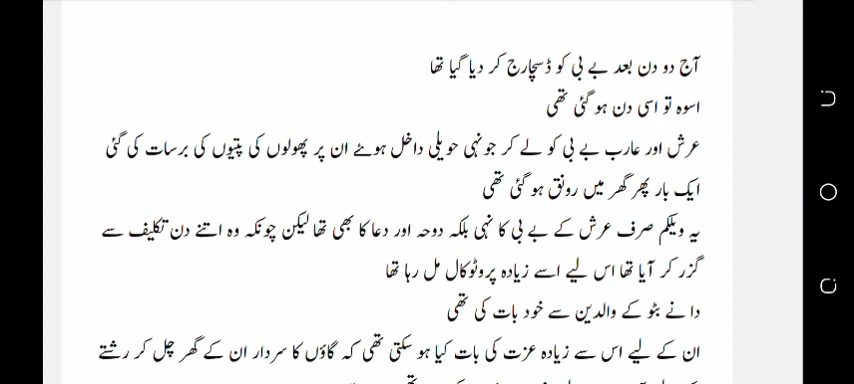 آج دو دن بعد بے بی کو ڈسچارج کر دیا گیا تھا
اسوہ تو اسی دن ہو گئی تھی
عرش اور عارب بے بی کو لے کر جونہی حویلی داخل ہوئے ان پر پھولوں کی پتیوں کی برسات کی گئی
ایک بار پھر گھر میں رونق ہو گئی تھی
یہ ویلکم صرف عرش کے بے بی کا نہی بلکہ دوحہ اور دعا کا بھی تھا لیکن چونکہ وہ اتنے دن تکلیف سے
گزر کر آیا تھا اس لیے اسے زیادہ پروٹوکال مل رہا تھا
دا نے بٹو کے والدین سے خود بات کی تھی
ان کے لیے اس سے زیادہ عزت کی بات کیا ہو سکتی تھی کہ گاؤں کا سردار ان کے گھر چل کر رشتے